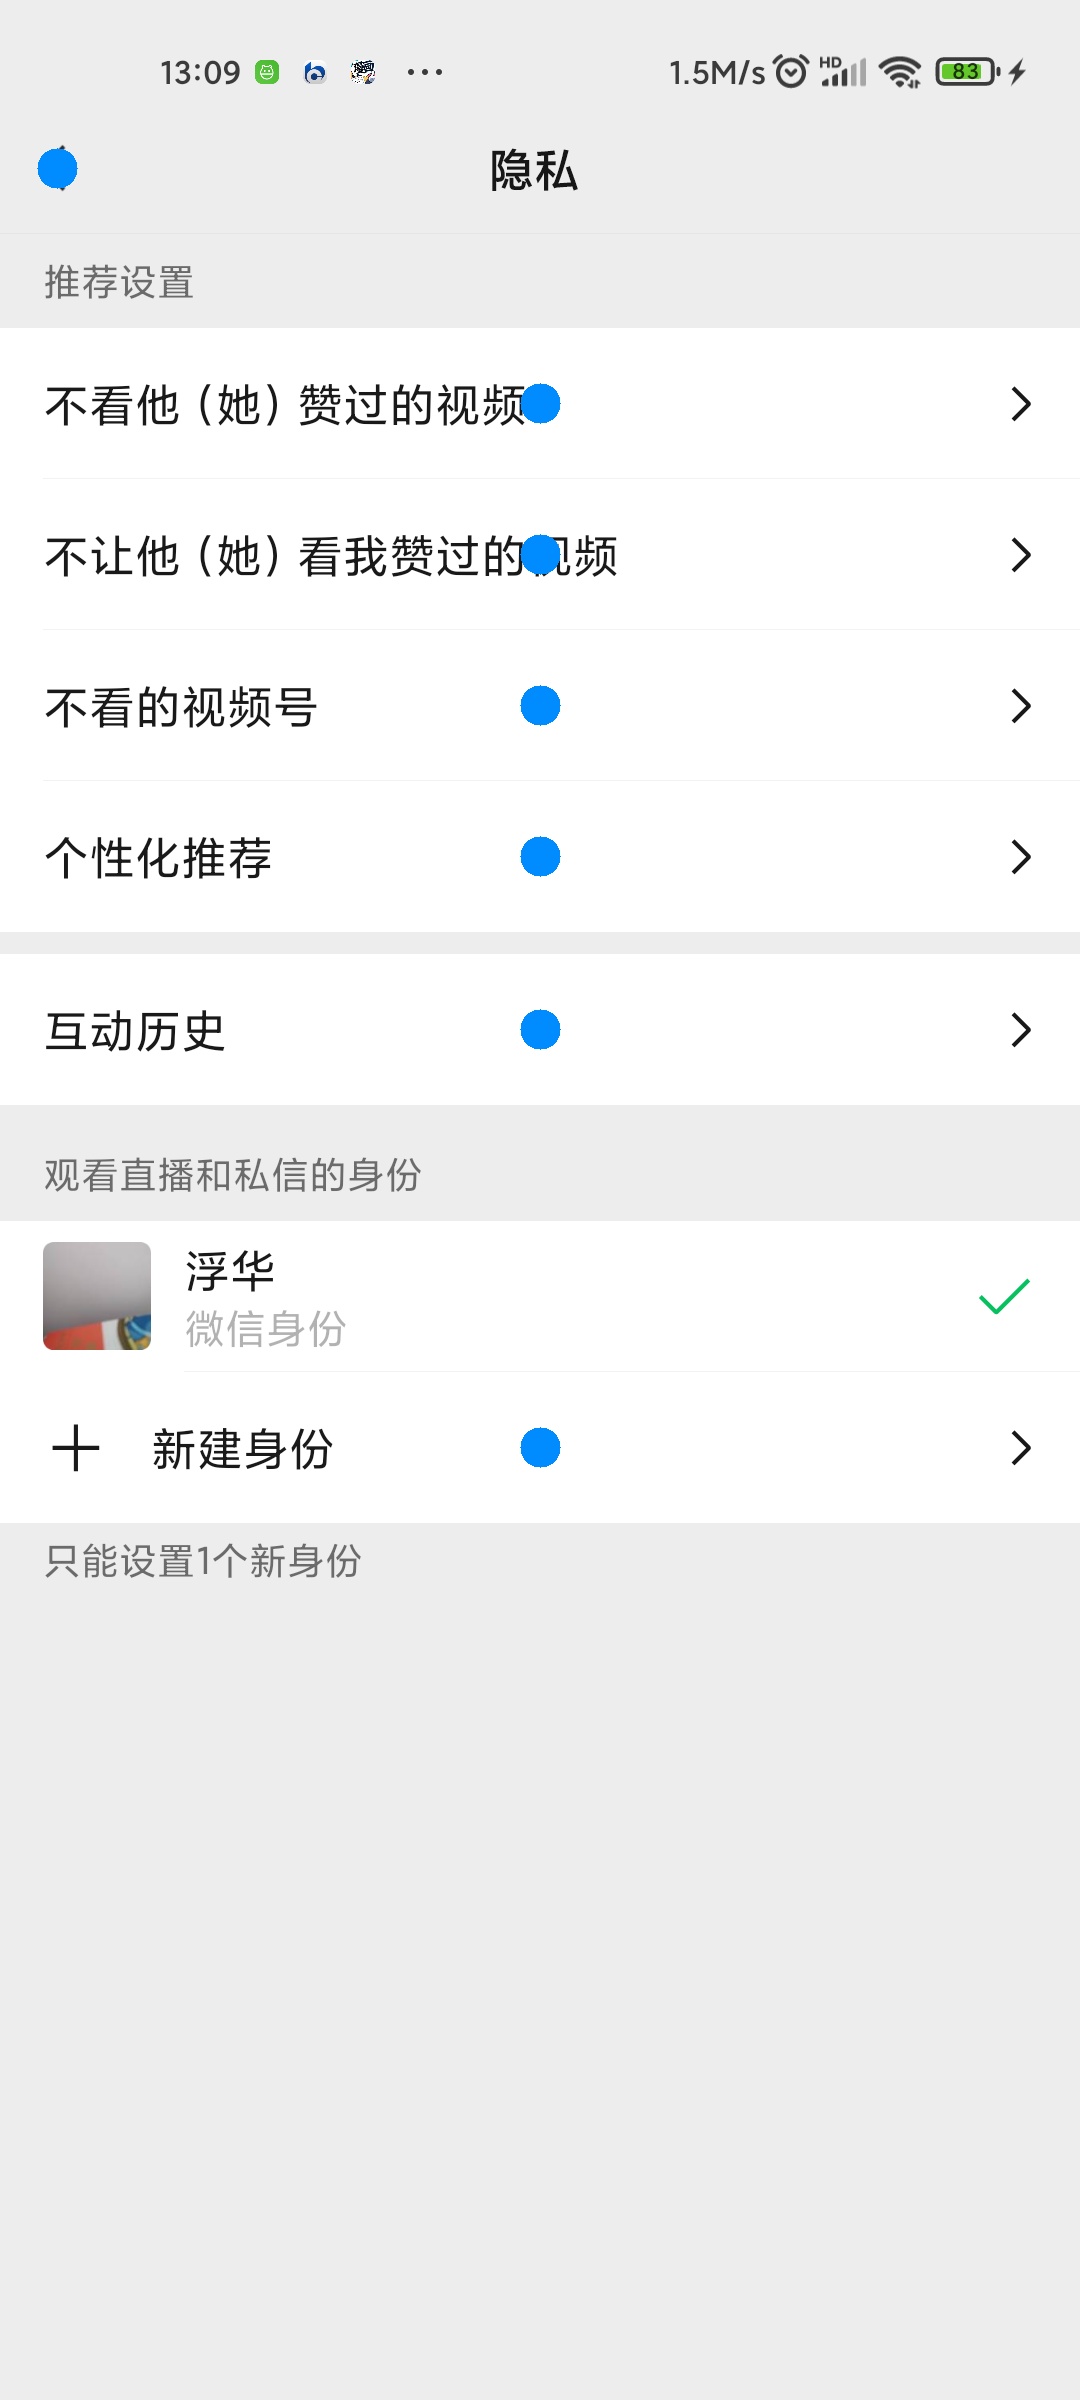 13:09
1.5M/s
HD
83
隐私
推荐设置
不看他（她）赞过的视频
不让他（她）看我赞过的视频
不看的视频号
个性化推荐
互动历史
观看直播和私信的身份
浮华
微信身份
新建身份
只能设置1个新身份